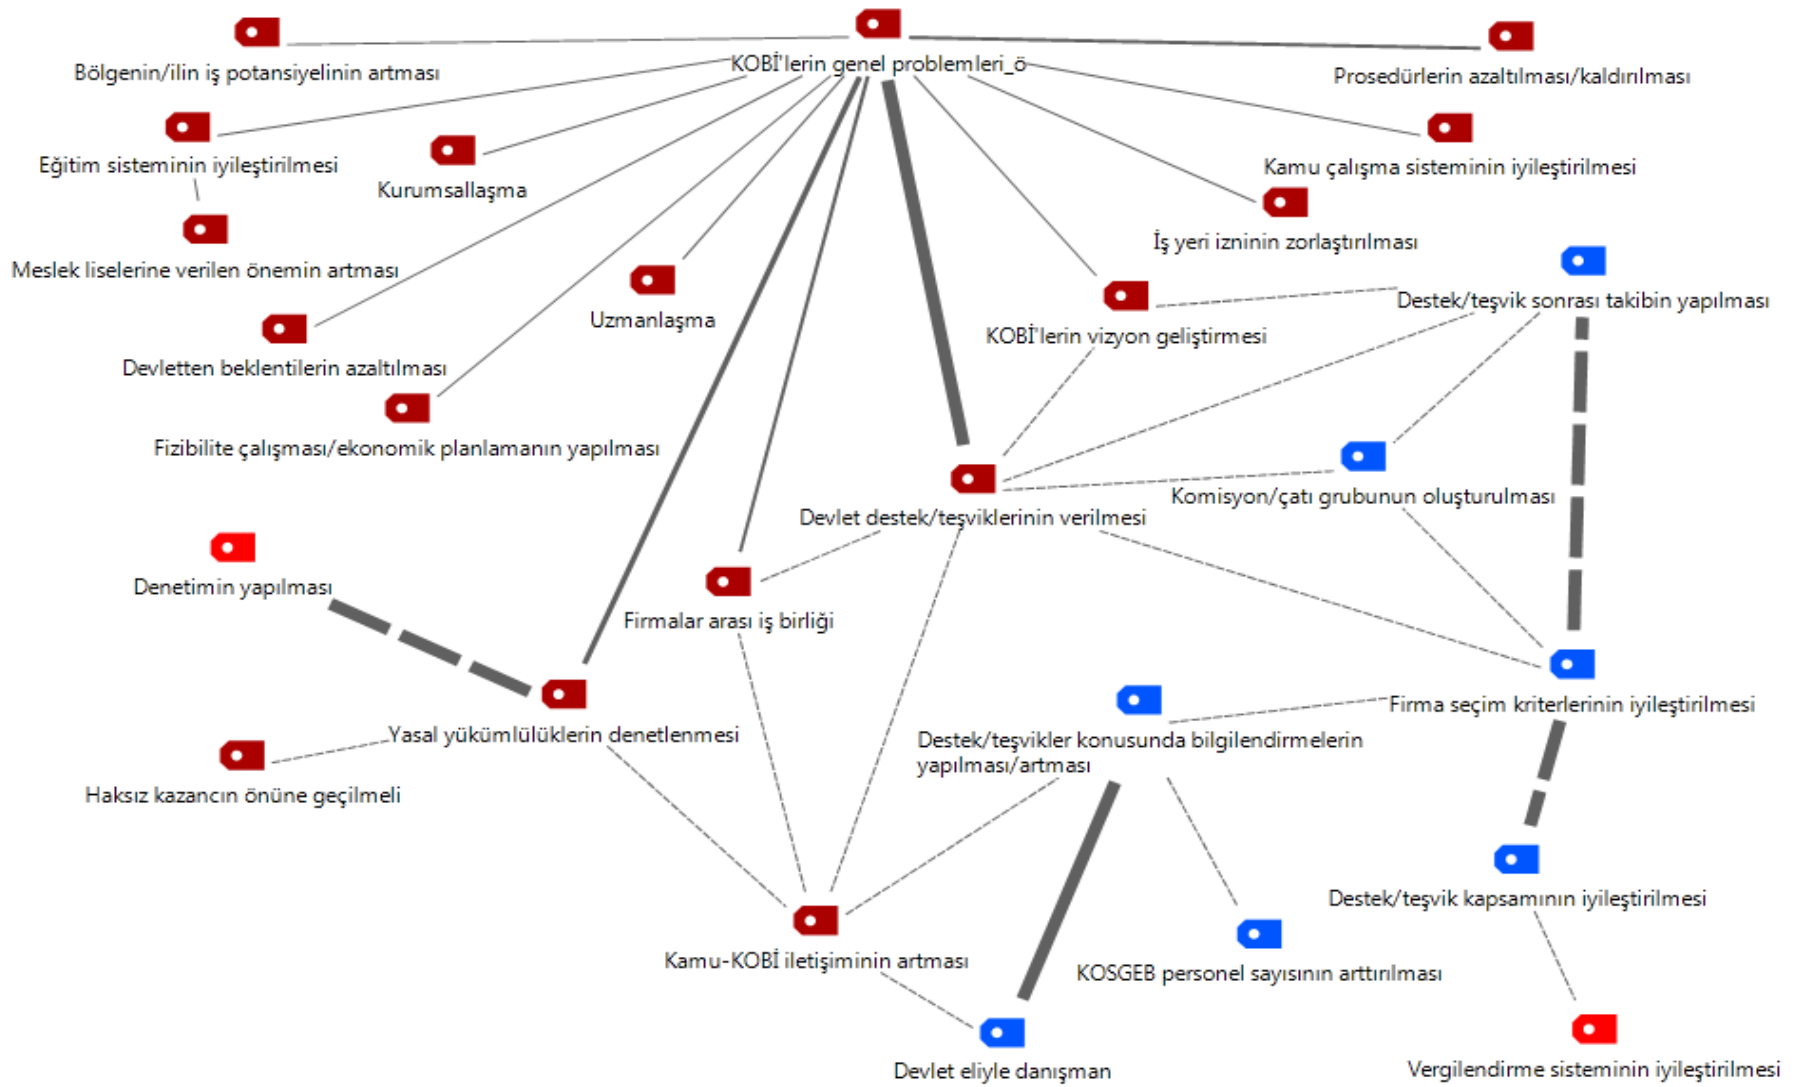 KOBİ'lerin genel problemleri_ö
Bölgenin/ilin iş potansiyelinin artması
Prosedürlerin azaltılması/kaldırılması
Eğitim sisteminin iyileştirilmesi
Kurumsallaşma
Kamu çalışma sisteminin iyileştirilmesi
İş yeri izninin zorlaştırılması
Meslek liselerine verilen önemin artması
Destek/teşvik sonrası takibin yapılması
Uzmanlaşma
KOBİ'lerin vizyon geliştirmesi
Devletten beklentilerin azaltılması
Fizibilite çalışması/ekonomik planlamanın yapılması
Komisyon/çatı grubunun oluşturulması
Devlet destek/teşviklerinin verilmesi
Denetimin yapılması
Firmalar arası iş birliği
Firma seçim kriterlerinin iyileştirilmesi
Yasal yükümlülüklerin denetlenmesi
Destek/teşvikler konusunda bilgilendirmelerin
yapılması/artması
Haksız kazancın önüne geçilmeli
Destek/teşvik kapsamının iyileştirilmesi
Kamu-KOBİ iletişiminin artması
KOSGEB personel sayısının arttırılması
Devlet eliyle danışman
Vergilendirme sisteminin iyileştirilmesi